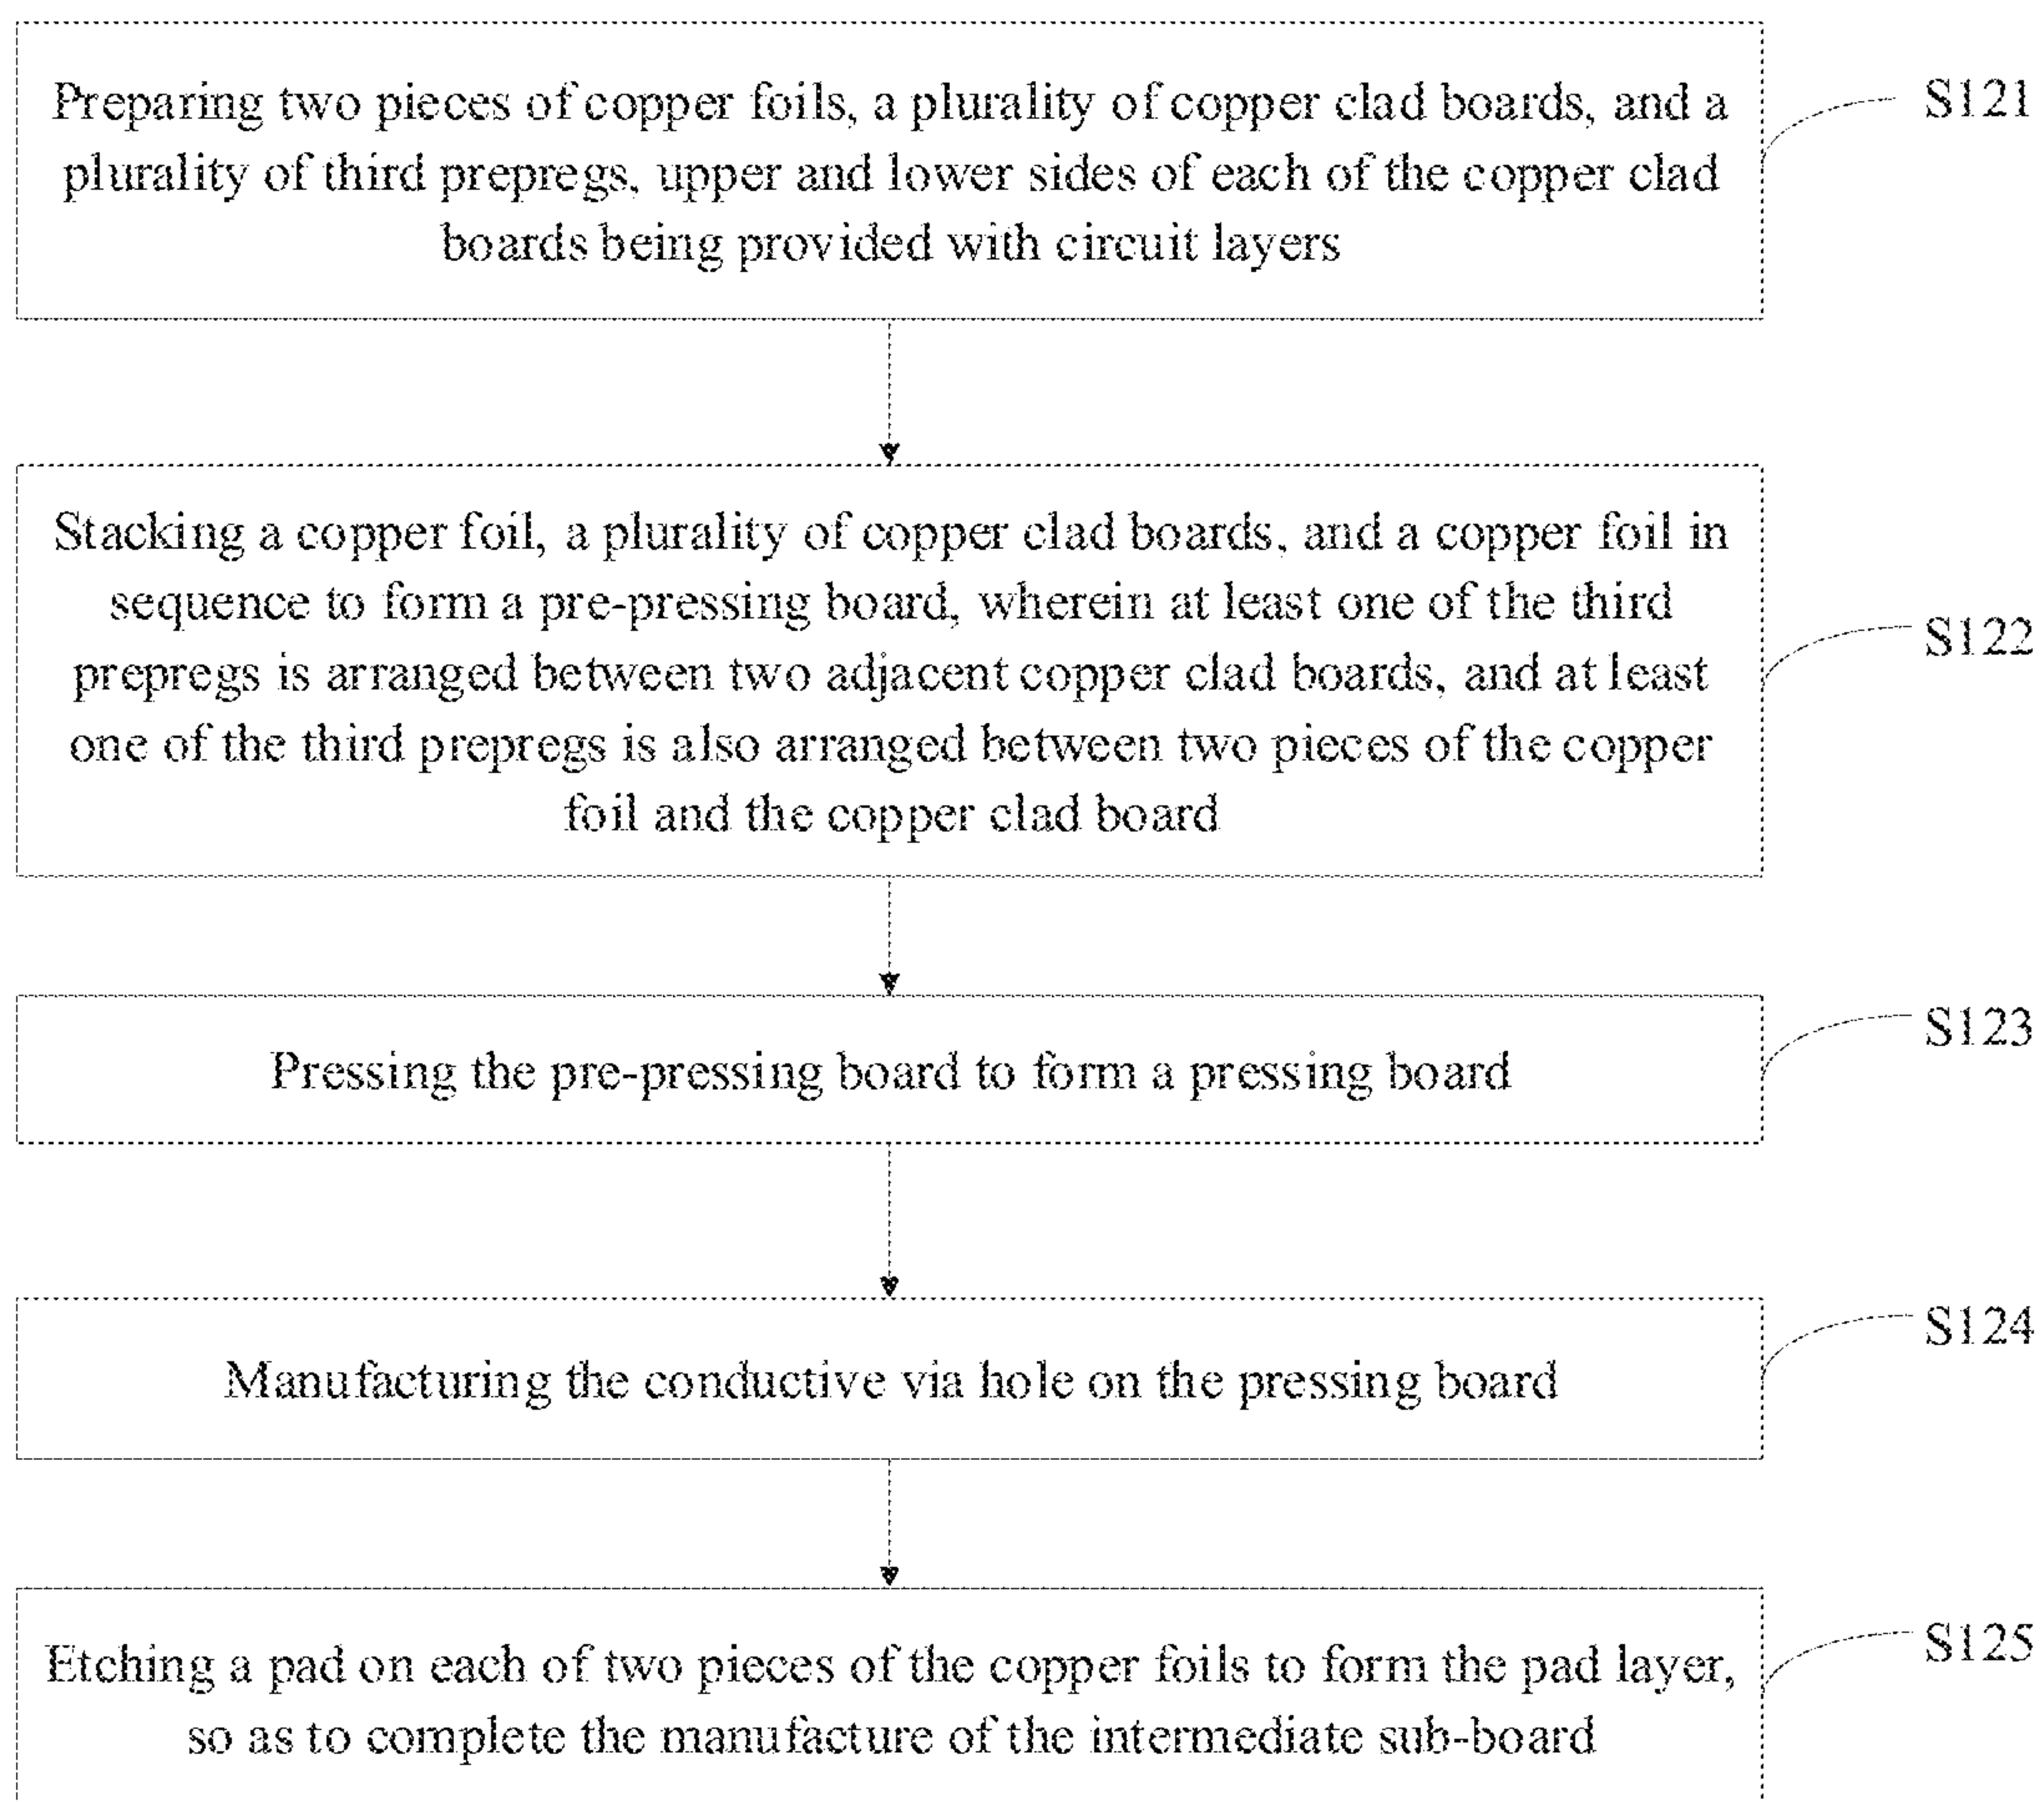 Preparing two pieces of copper foils, a plurality of copper clad boards, and a
plurality of third prepregs, upper and lower sides of each of the copper clad
boards being provided with circuit layers
S121
Stacking a copper foil, a plurality of copper clad boards, and a copper foil in
sequence to form a pre-pressing board, wherein at least one of the third
prepregs is arranged between two adjacent copper clad boards, and at least
one of the third prepregs is also arranged between two pieces of the copper
foil and the copper clad board
S122
Pressing the pre-pressing board to form a pressing board
S123
Manufacturing the conductive via hole on the pressing board
S124
Etching a pad on each of two pieces of the copper foils to form the pad layer,
so as to complete the manufacture of the intermediate sub-board
S125